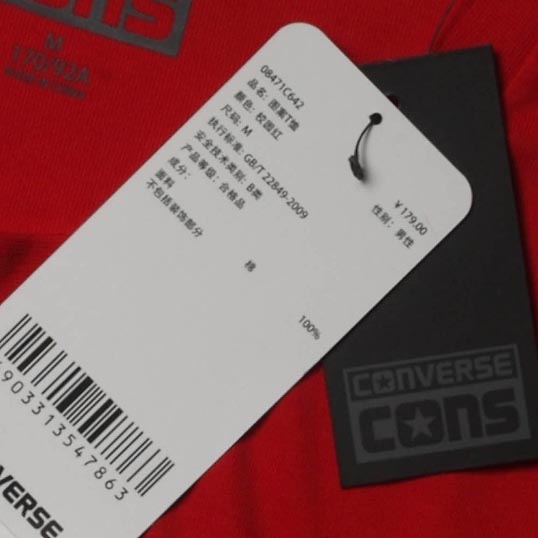 CONS
M
170/92A
08471C642
品名: 图案T恤
颜色: 校园红
尺码: M
执行标准: GB/T 22849-2009
安全技术类别: B类
产品等级: 合格品
成分:
面料
不包括装饰部分
棉
100%
¥ 179.00
性别: 男性
903313547863
CONVERSE
CONVERSE
CONS